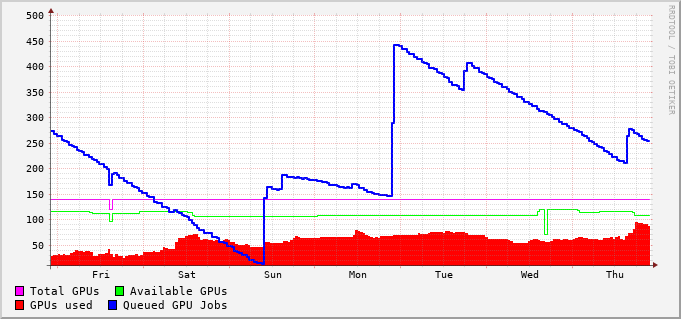 500
450
400
350
300
250
200
150
100
50
Fri Sat Sun Mon Tue Wed Thu
Total GPUs Available GPUs
GPUs used Queued GPU Jobs
RRDTOOL / TOBI OETIKER